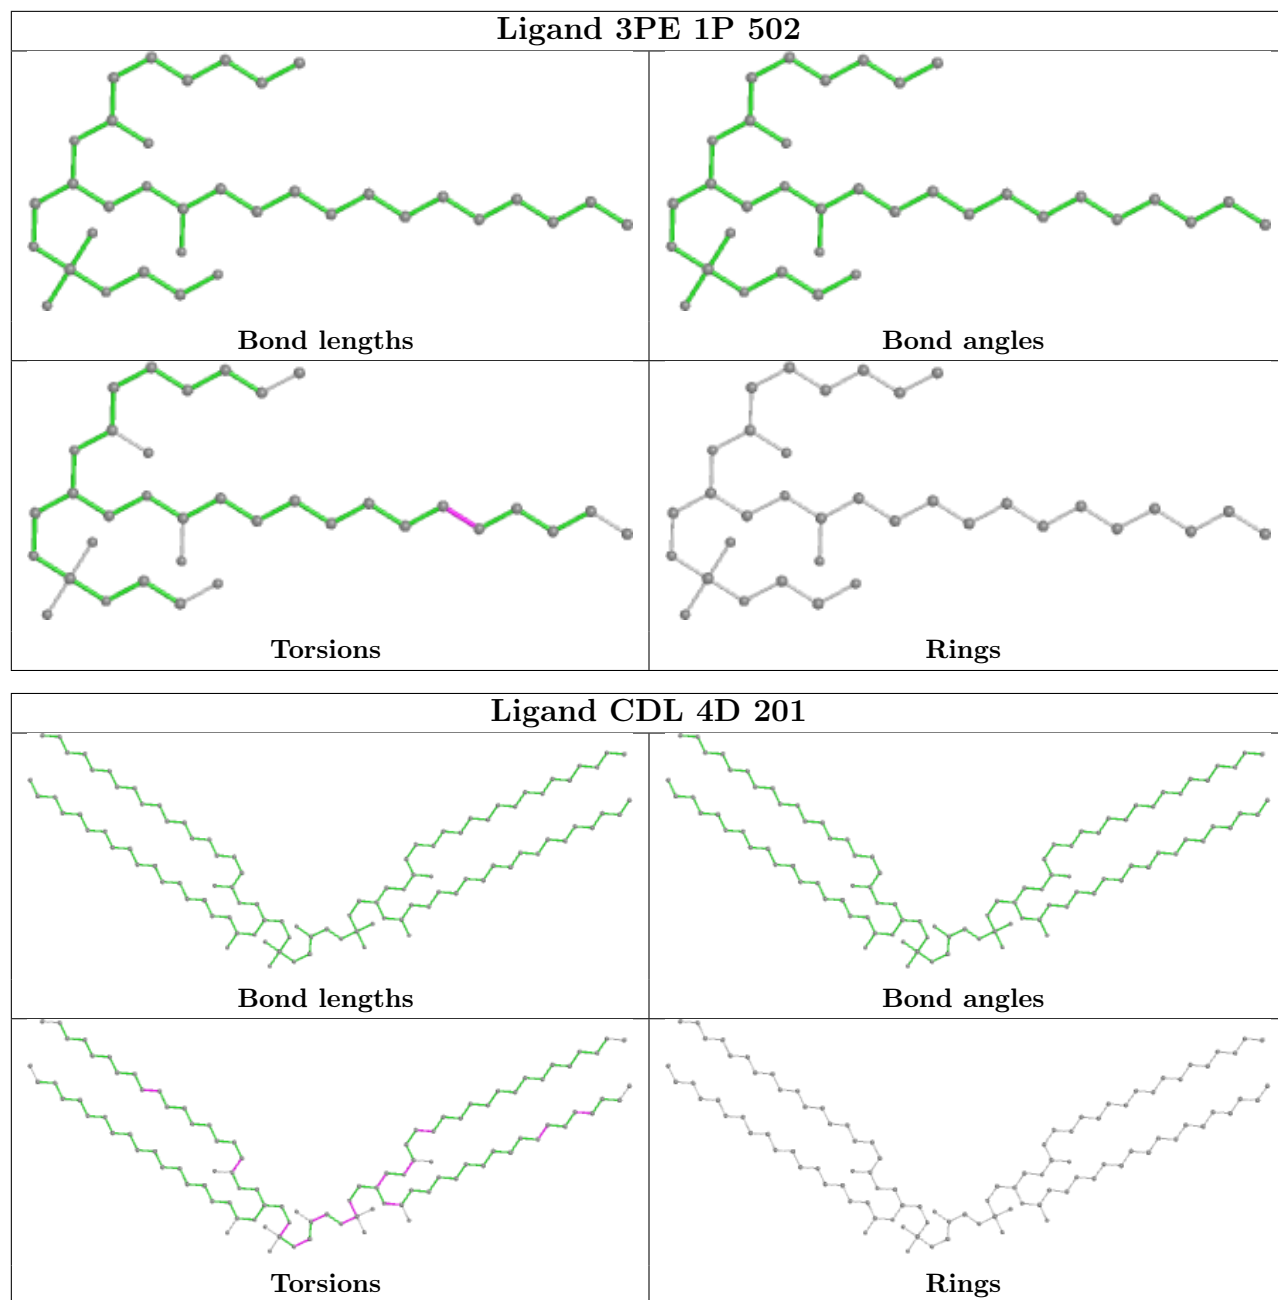 Ligand 3PE 1P 502
Bond lengths
Bond angles
Torsions
Rings
Ligand CDL 4D 201
Bond lengths
Bond angles
Torsions
Rings